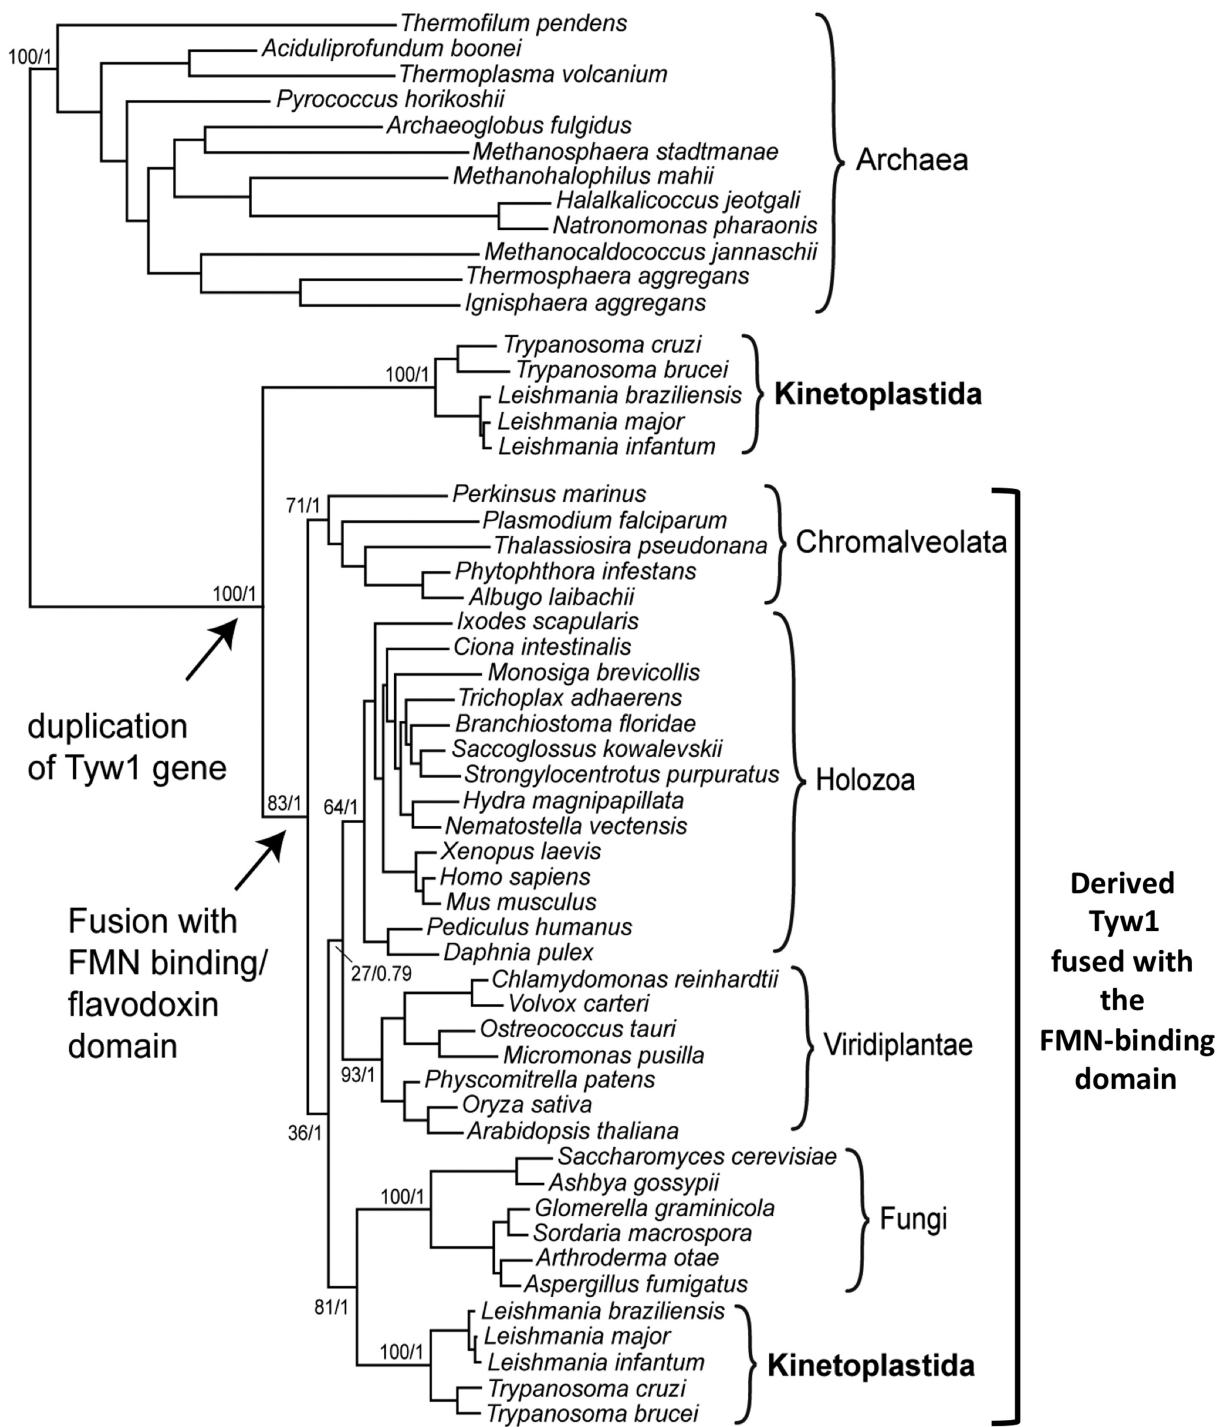 Thermofilum pendens
100/1
Aciduliprofundum boonei
Thermoplasma volcanium
Pyrococcus horikoshii
Archaeoglobus fulgidus
Methanosphaera stadtmanae
Archaea
Methanohalophilus mahii
Halalkalicoccus jeotgali
Natronomonas pharaonis
Methanocaldococcus jannaschii
Thermosphaera aggregans
Ignisphaera aggregans
Trypanosoma cruzi
100/1
Trypanosoma brucei
Leishmania braziliensis
Kinetoplastida
Leishmania major
Leishmania infantum
Perkinsus marinus
71/1
Plasmodium falciparum
Chromalveolata
Thalassiosira pseudonana
Phytophthora infestans
Albugo laibachii
100/1
Ixodes scapularis
Ciona intestinalis
Monosiga brevicollis
Trichoplax adhaerens
duplication
of Tyw1 gene
Branchiostoma floridae
Saccoglossus kowalevskii
Strongylocentrotus purpuratus
Holozoa
83/1
64/1
Hydra magnipapillata
Nematostella vectensis
Xenopus laevis
Homo sapiens
Mus musculus
Pediculus humanus
Daphnia pulex
Fusion with
FMN binding/
flavodoxin
domain
27/0.79
Derived
Tyw1
fused with
the
FMN-binding
domain
Chlamydomonas reinhardtii
Volvox carteri
Ostreococcus tauri
Viridiplantae
Micromonas pusilla
93/1
Physcomitrella patens
Oryza sativa
Arabidopsis thaliana
36/1
Saccharomyces cerevisiae
Ashbya gossypii
100/1
Glomerella graminicola
Fungi
Sordaria macrospora
Arthroderma otae
Aspergillus fumigatus
81/1
Leishmania braziliensis
Leishmania major
100/1
Leishmania infantum
Kinetoplastida
Trypanosoma cruzi
Trypanosoma brucei